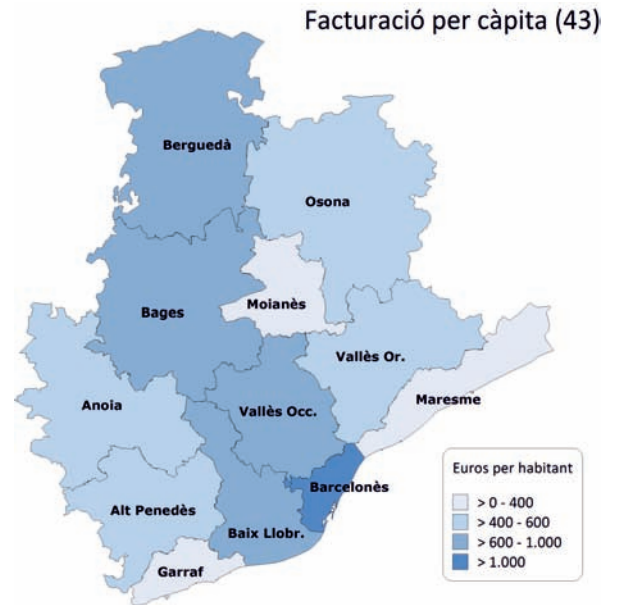 Facturació per càpita (43)
Berguedà
Osona
Moianès
Bages
Vallès Or.
Maresme
Anoia
Vallès Occ.
Barcelonès
Alt Penedès
Baix Llobr.
Garraf
Euros per habitant
> 0 - 400
> 400 - 600
> 600 - 1.000
> 1.000